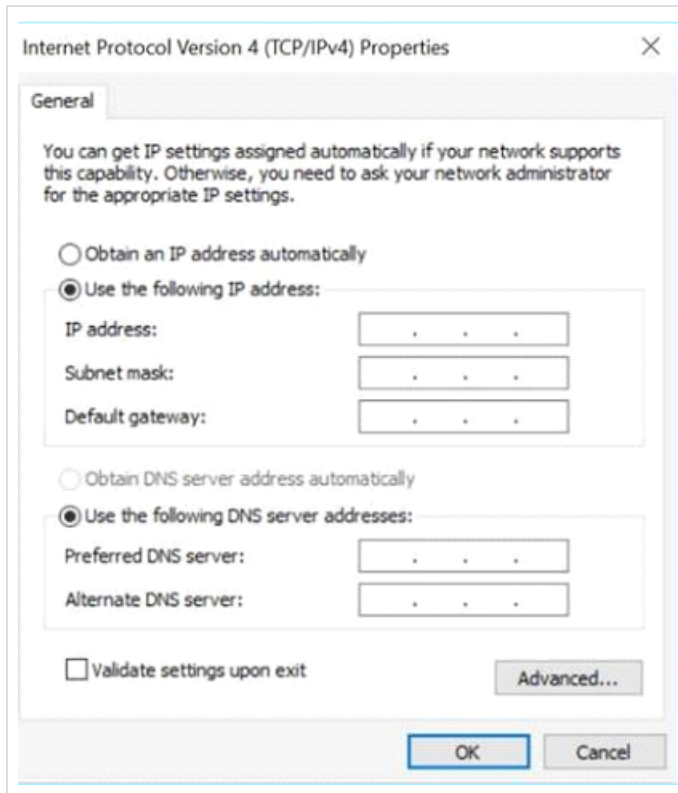 Internet Protocol Version 4 (TCP/IPv4) Properties
General
You can get IP settings assigned automatically if your network supports
this capability. Otherwise, you need to ask your network administrator
for the appropriate IP settings.
Obtain an IP address automatically
Use the following IP address:
IP address:
Subnet mask:
Default gateway:
Obtain DNS server address automatically
Use the following DNS server addresses:
Preferred DNS server:
Alternate DNS server:
Validate settings upon exit
Advanced...
OK
Cancel